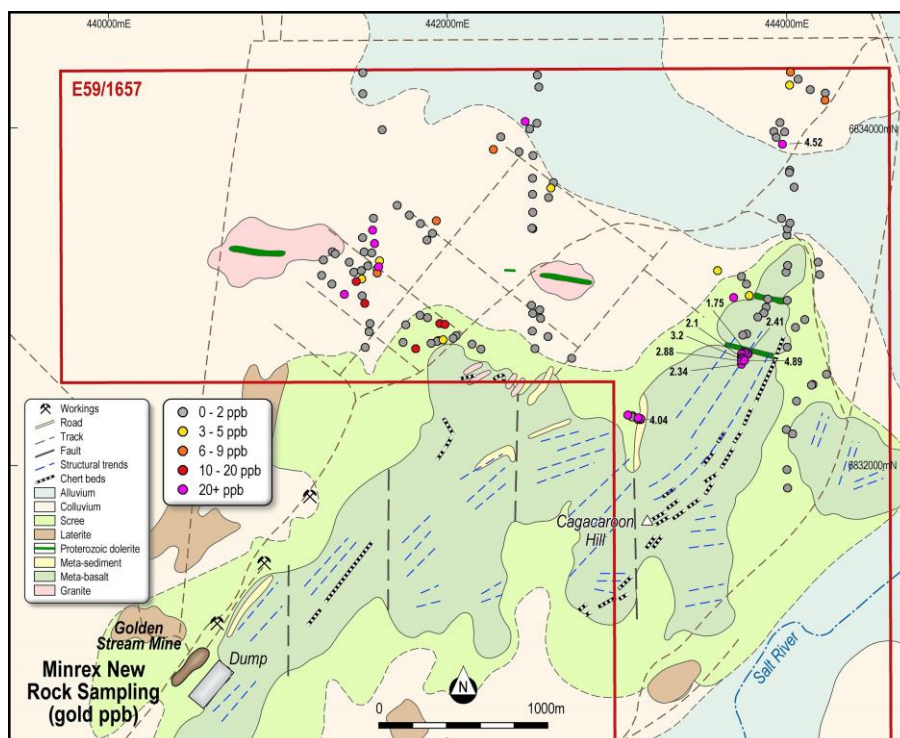 440000mE
442000mE
444000mE
E59/1657
6834000mN
4.52
1.75
2.1
2.41
3.2
2.88
4.89
2.34
4.04
6832000mN
Workings
Road
Track
Fault
Structural trends
Chert beds
Alluvium
Colluvium
Scree
Laterite
Proterozoic dolerite
Meta-sediment
Meta-basalt
Granite
0 - 2 ppb
3 - 5 ppb
6 - 9 ppb
10 - 20 ppb
20+ ppb
Cagacaroon
Hill
Golden
Stream Mine
Dump
Minrex New
Rock Sampling
(gold ppb)
N
0
1000m
Salt River